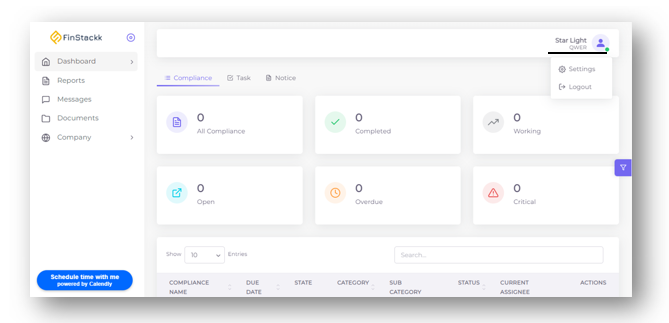 FinStackk
Dashboard
Reports
Messages
Documents
Company
Schedule time with me
powered by Calendly
Star Light
QWER
Settings
Logout
Compliance Task Notice
0
All Compliance
0
Completed
0
Working
0
Open
0
Overdue
0
Critical
Show 10 Entries
Search...
COMPLIANCE NAME
DUE DATE
STATE
CATEGORY
SUB CATEGORY
STATUS
CURRENT ASSIGNEE
ACTIONS